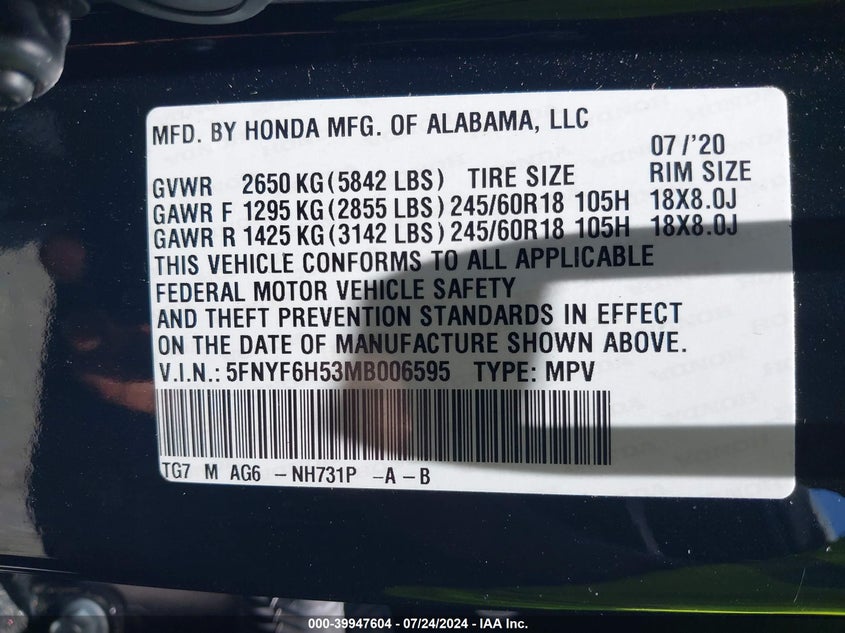 MFD. BY HONDA MFG. OF ALABAMA, LLC
07/'20
GVWR 2650 KG (5842 LBS) TIRE SIZE RIM SIZE
GAWR F 1295 KG (2855 LBS) 245/60R18 105H 18X8.0J
GAWR R 1425 KG (3142 LBS) 245/60R18 105H 18X8.0J
THIS VEHICLE CONFORMS TO ALL APPLICABLE
FEDERAL MOTOR VEHICLE SAFETY
AND THEFT PREVENTION STANDARDS IN EFFECT
ON THE DATE OF MANUFACTURE SHOWN ABOVE.
V.I.N.: 5FNYF6H53MB006595 TYPE: MPV
TG7 M AG6 -NH731P -A -B
000-39947604 - 07/24/2024 - IAA Inc.